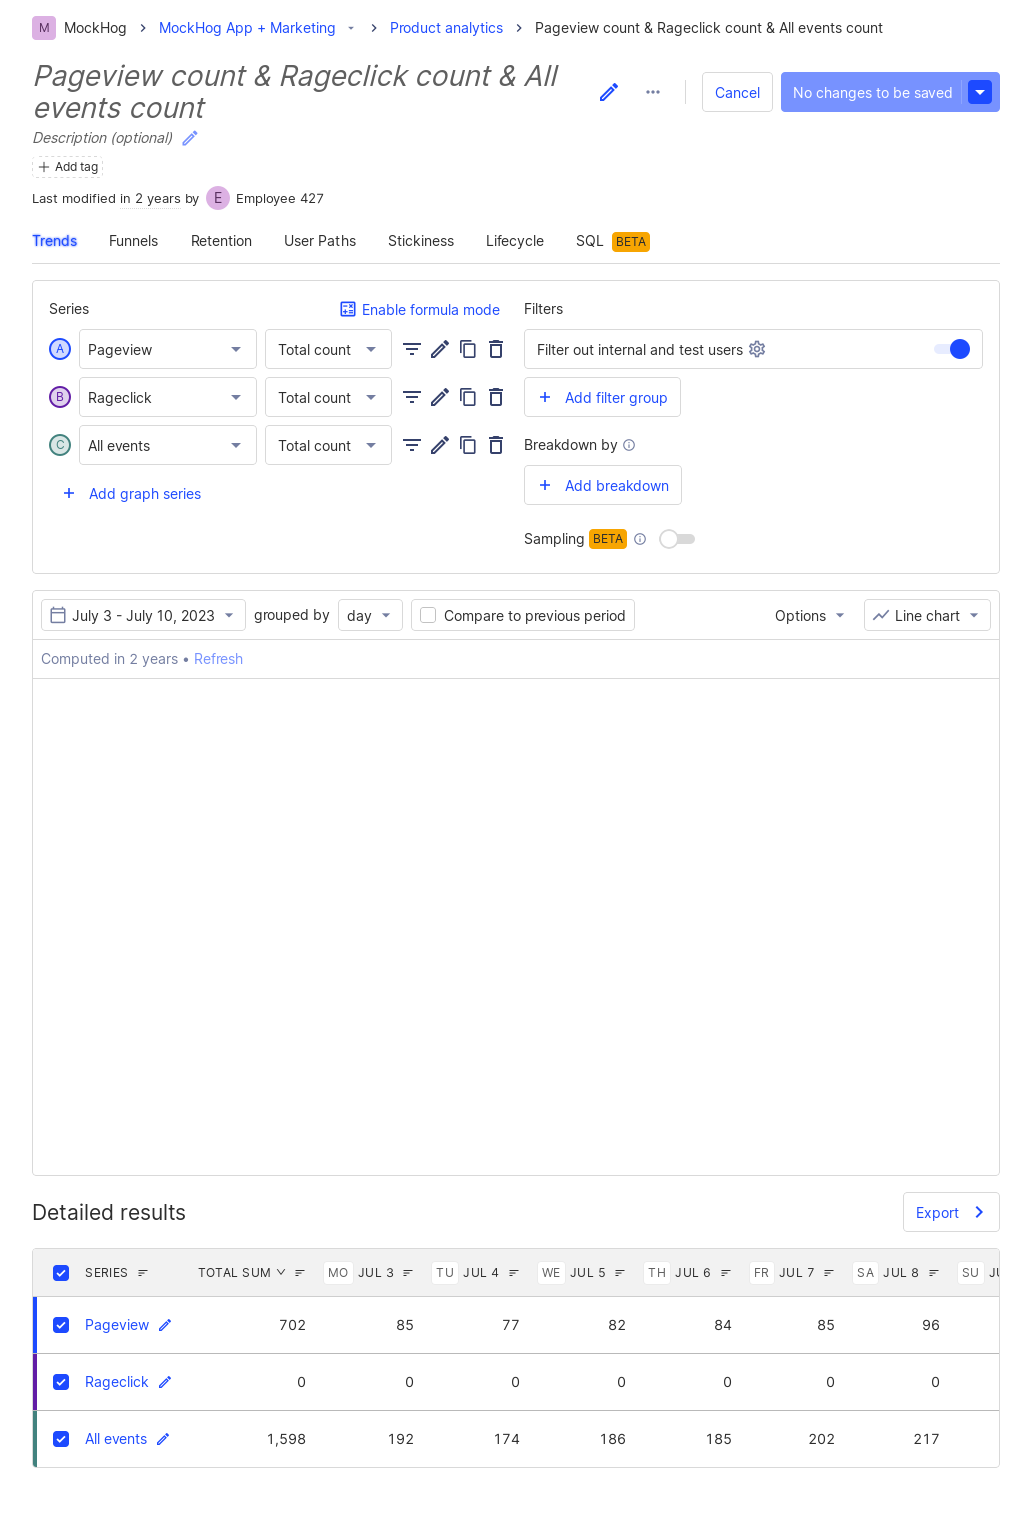 M MockHog MockHog App + Marketing Product analytics Pageview count & Rageclick count & All events count
Pageview count & Rageclick count & All
events count
Cancel No changes to be saved
Description (optional)
Add tag
Last modified in 2 years by E Employee 427
Trends Funnels Retention User Paths Stickiness Lifecycle SQL BETA
Series Enable formula mode
A Pageview Total count
B Rageclick Total count
C All events Total count
+ Add graph series
Filters
Filter out internal and test users
+ Add filter group
Breakdown by
+ Add breakdown
Sampling BETA
July 3 - July 10, 2023 grouped by day Compare to previous period Options Line chart
Computed in 2 years • Refresh
Detailed results Export
SERIES TOTAL SUM MO JUL 3 TU JUL 4 WE JUL 5 TH JUL 6 FR JUL 7 SA JUL 8 SU
Pageview 702 85 77 82 84 85 96
Rageclick 0 0 0 0 0 0 0
All events 1,598 192 174 186 185 202 217